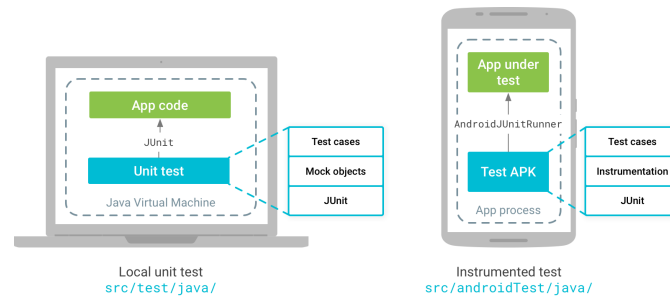 App code
JUnit
Unit test
Java Virtual Machine
Test cases
Mock objects
JUnit
Local unit test
src/test/java/
App under
test
AndroidJUnitRunner
Test APK
App process
Test cases
Instrumentation
JUnit
Instrumented test
src/androidTest/java/